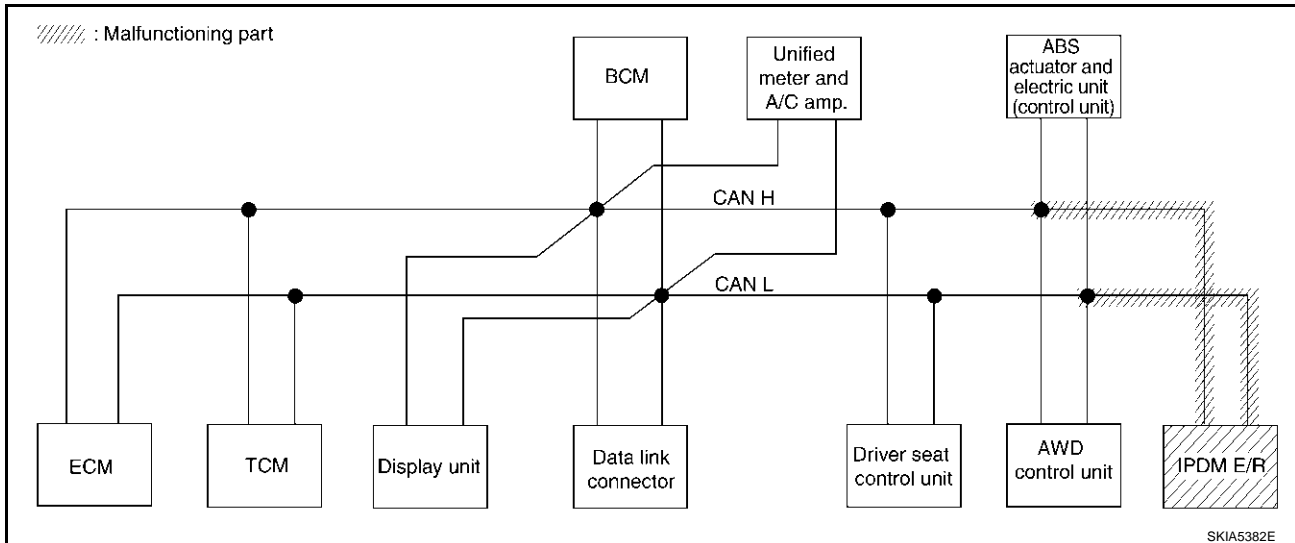 : Malfunctioning part
BCM
Unified
meter and
A/C amp.
ABS
actuator and
electric unit
(control unit)
CAN H
CAN L
ECM
TCM
Display unit
Data link
connector
Driver seat
control unit
AWD
control unit
IPDM E/R
SKIA5382E